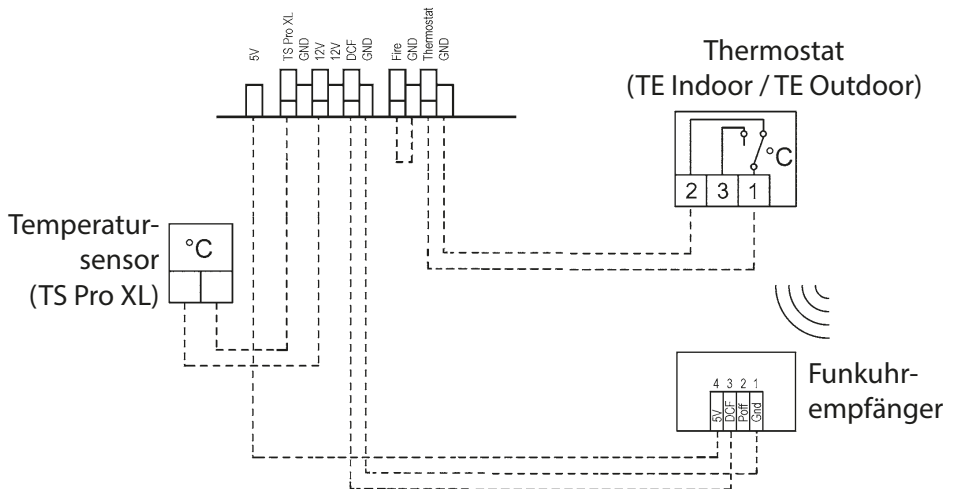 5V
TS Pro XL
GND
12V
12V
DCF
GND
Fire
GND
Thermostat
GND
Thermostat
(TE Indoor / TE Outdoor)
°C
2 3 1
Temperatur-
sensor
(TS Pro XL)
°C
Funkuhr-
empfänger
4 3 2 1
5V
DCF
Poff
Gnd